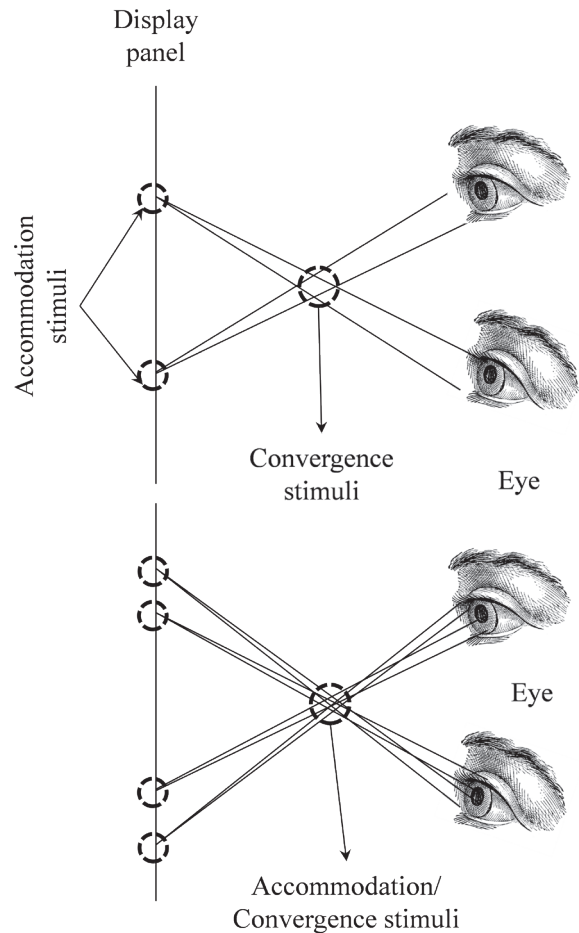 Display
panel
Accommodation
stimuli
Convergence
stimuli
Eye
Eye
Accommodation/
Convergence stimuli